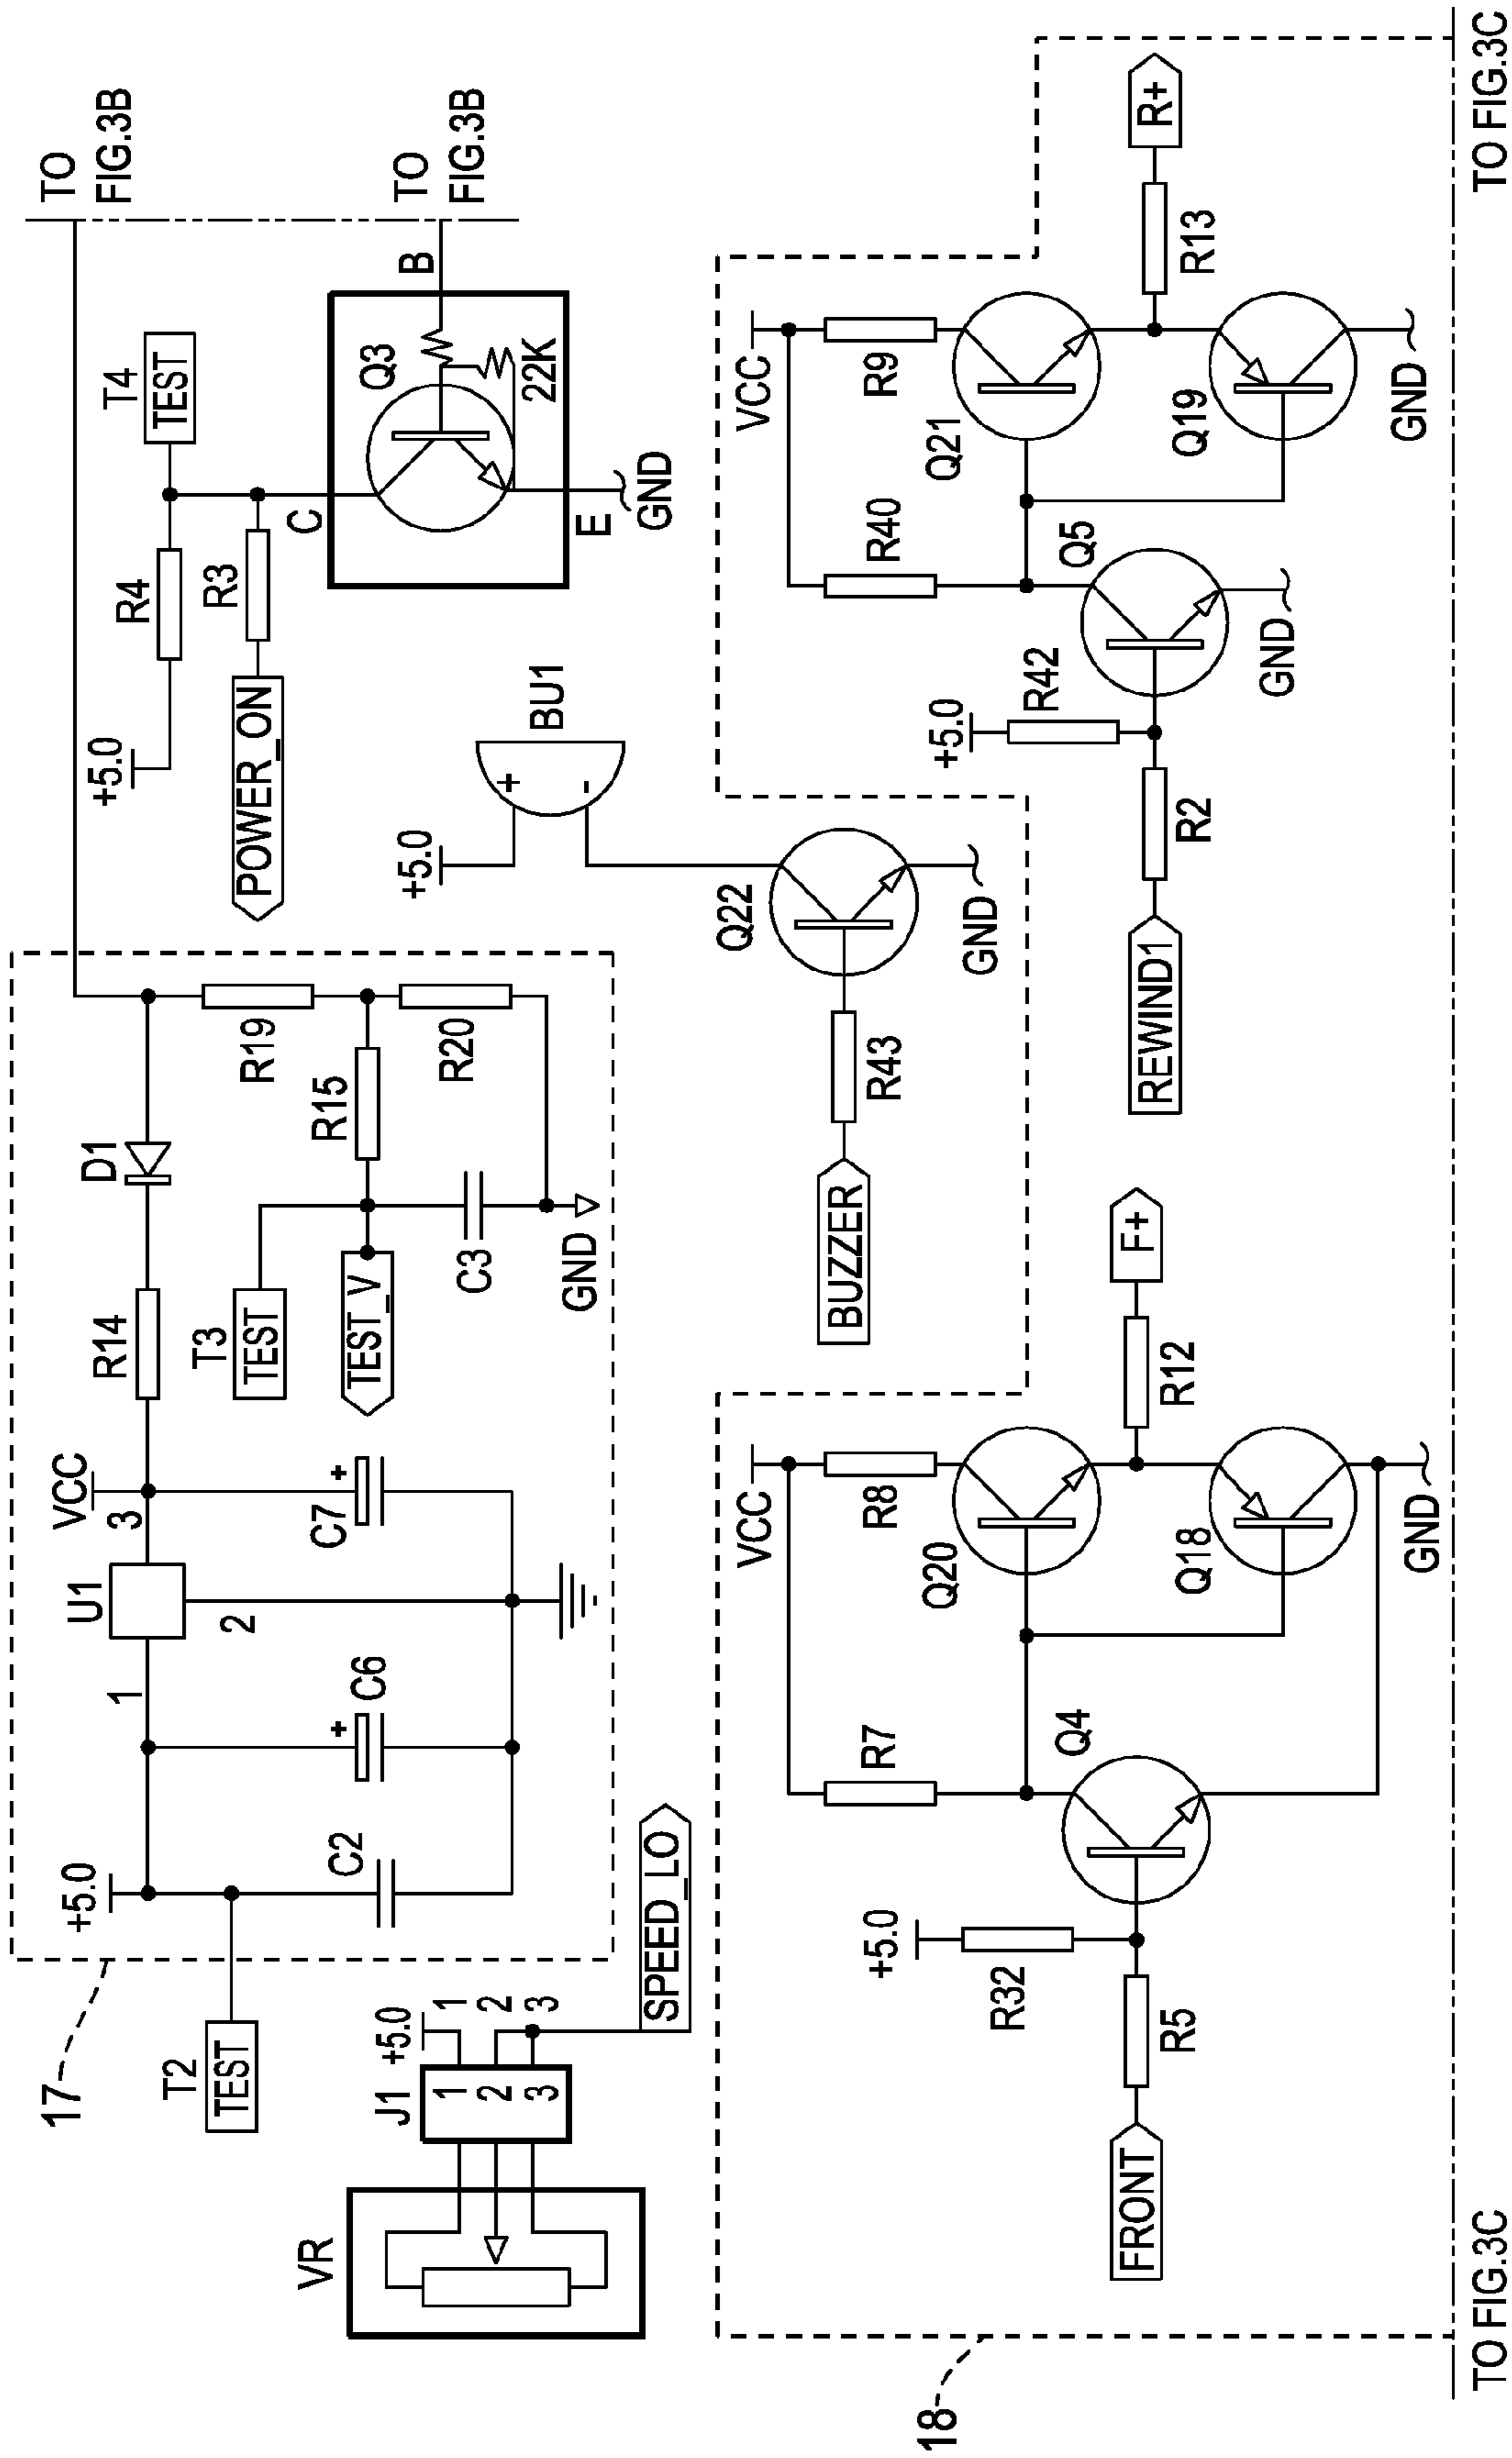 TO
FIG.3B
TO
FIG.3B
17
+5.0
T2
TEST
C2
1
C6
U1
2
3
VCC
C7
+
+
R14
D1
T3
TEST
TEST_V
C3
GND
R15
R19
R20
+5.0
POWER_ON
R4
R3
T4
TEST
C
Q3
B
22K
E
GND
VR
J1
1
2
3
+5.0
1
2
3
SPEED_LO
+5.0
BU1
+
-
BUZZER
R43
Q22
GND
18
FRONT
R5
R32
+5.0
Q4
R7
VCC
R8
Q20
Q18
GND
R12
F+
REWIND1
R2
R42
+5.0
Q5
GND
R40
VCC
R9
Q21
Q19
GND
R13
R+
TO FIG.3C
TO FIG.3C